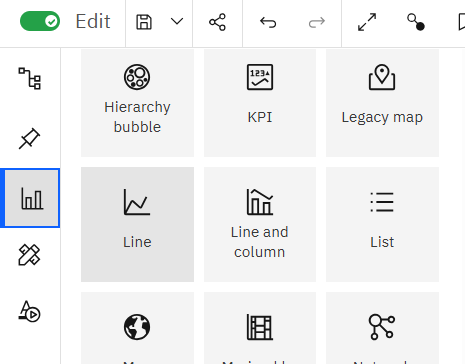 Edit
Hierarchy
bubble
KPI
Legacy map
Line
Line and
column
List